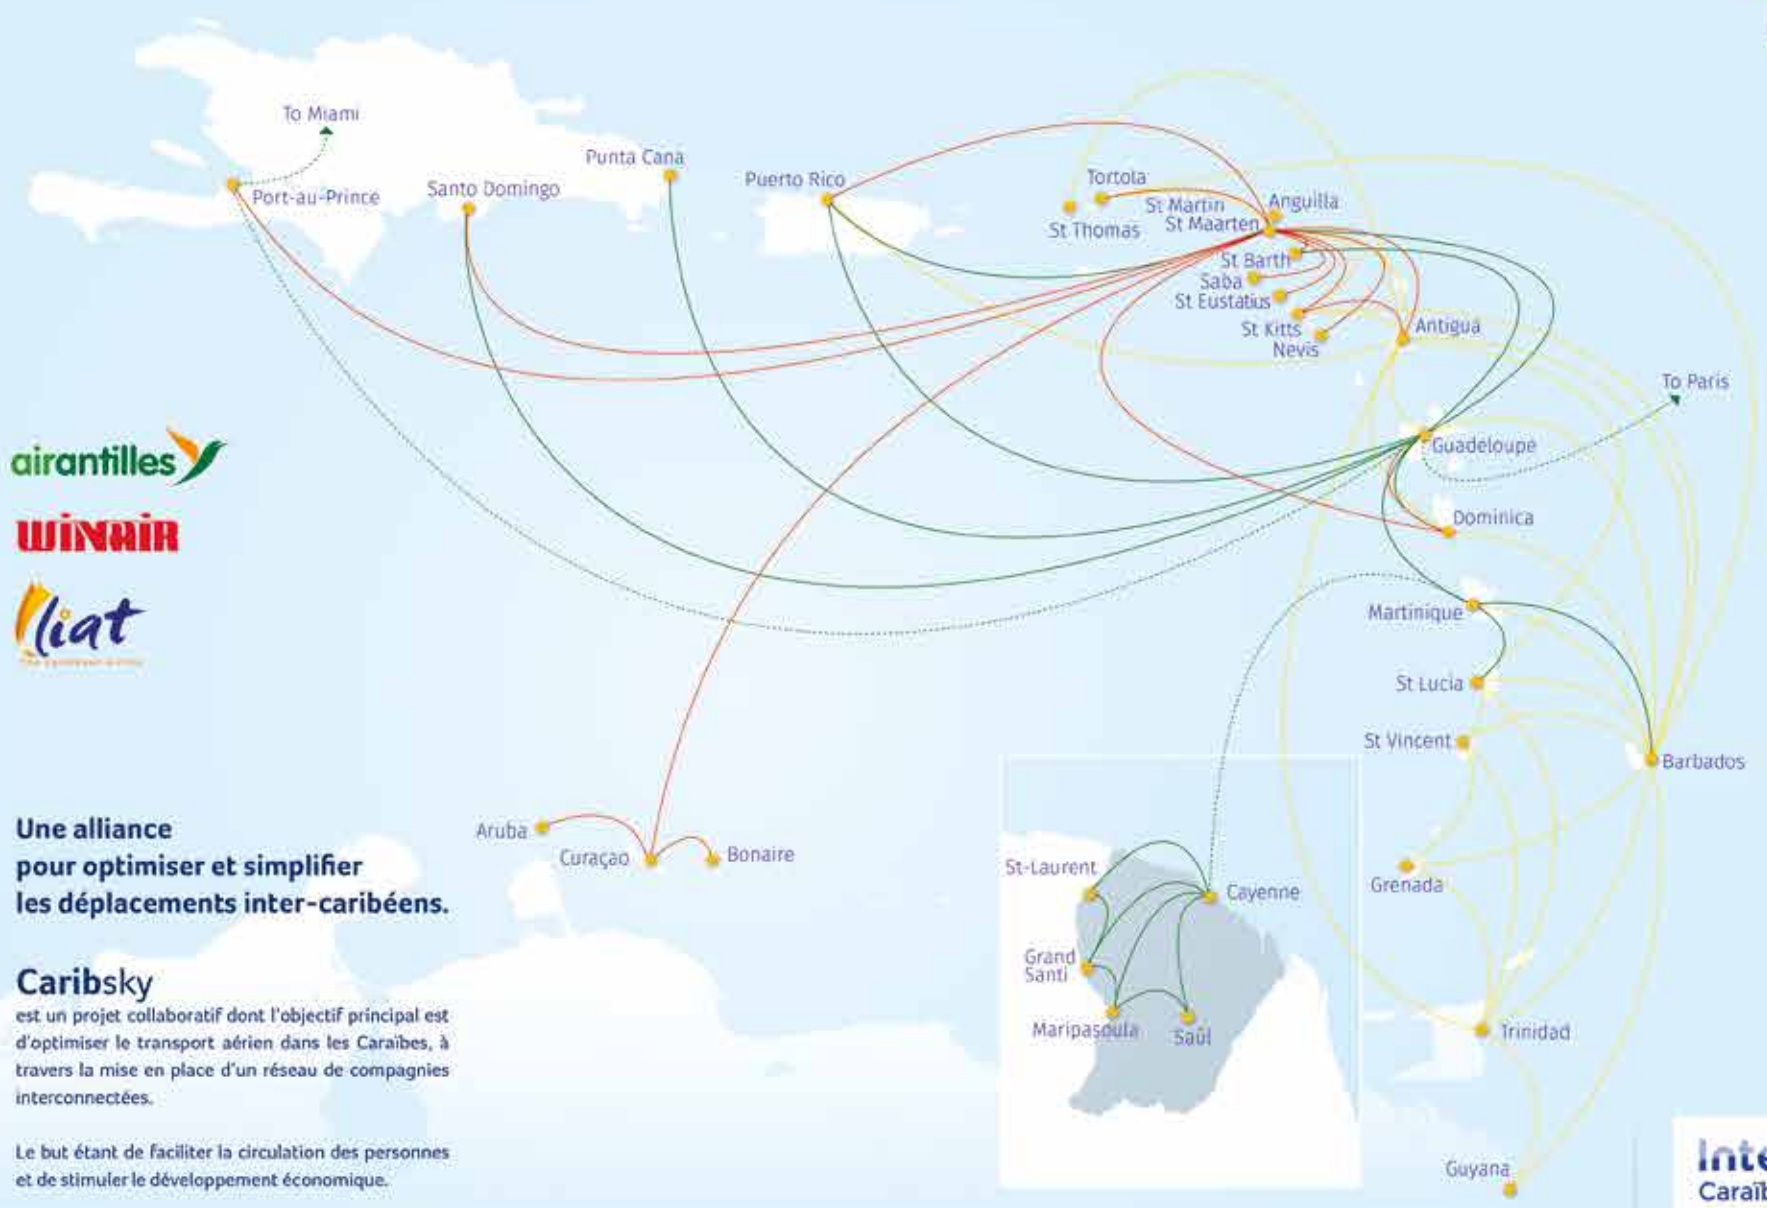 To Miami
Port-au-Prince
Santo Domingo
Punta Cana
Puerto Rico
Tortola
St Thomas
St Martin
St Maarten
Anguilla
St Barth
Saba
St Eustatius
St Kitts
Nevis
Antigua
To Paris
Guadeloupe
Dominica
Martinique
St Lucia
St Vincent
Barbados
Grenada
Trinidad
Guyana
Aruba
Curaçao
Bonaire
St-Laurent
Cayenne
Grand
Santi
Maripasoula
Saül
airantilles
WINAIR
liat
Une alliance
pour optimiser et simplifier
les déplacements inter-caribéens.
Caribsky
est un projet collaboratif dont l'objectif principal est
d'optimiser le transport aérien dans les Caraïbes, à
travers la mise en place d'un réseau de compagnies
interconnectées.
Le but étant de faciliter la circulation des personnes
et de stimuler le développement économique.
Inte
Caraïb